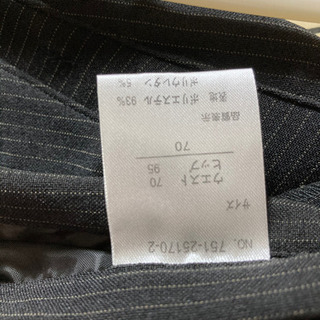 NO. 751-25170-2
サイズ
ウエスト 70
ヒップ 95
70
品質表示
表地 ポリエステル 93%
ポリウレタン 5%